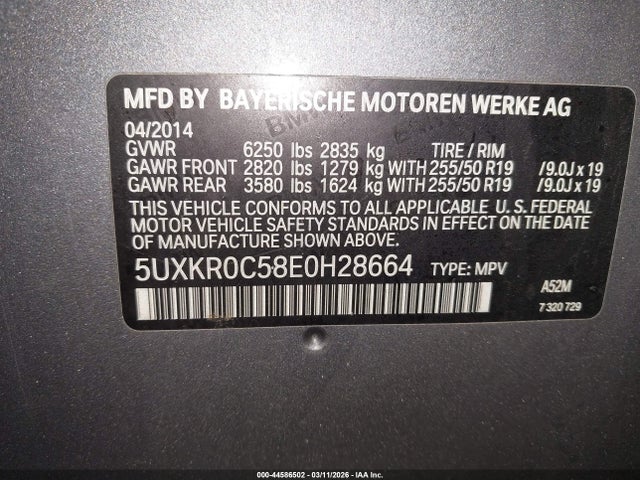 MFD BY BAYERISCHE MOTOREN WERKE AG
04/2014
GVWR 6250 lbs 2835 kg TIRE / RIM
GAWR FRONT 2820 lbs 1279 kg WITH 255/50 R19 /9.0J x 19
GAWR REAR 3580 lbs 1624 kg WITH 255/50 R19 /9.0J x 19
THIS VEHICLE CONFORMS TO ALL APPLICABLE U.S. FEDERAL
MOTOR VEHICLE SAFETY STANDARDS IN EFFECT ON THE DATE
OF MANUFACTURE SHOWN ABOVE.
5UXKR0C58E0H28664 TYPE: MPV
A52M
7 320 729
000-44586502 - 03/11/2026 - IAA Inc.